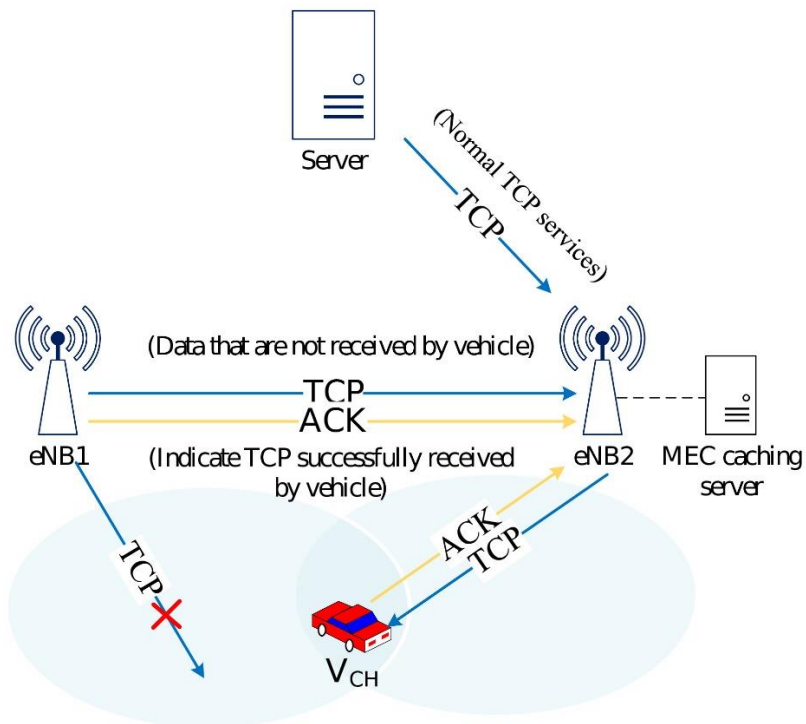 Server
(Normal TCP services)
TCP
(Data that are not received by vehicle)
TCP
ACK
eNB1
(Indicate TCP successfully received
by vehicle)
eNB2
MEC caching
server
TCP
ACK
TCP
VCH